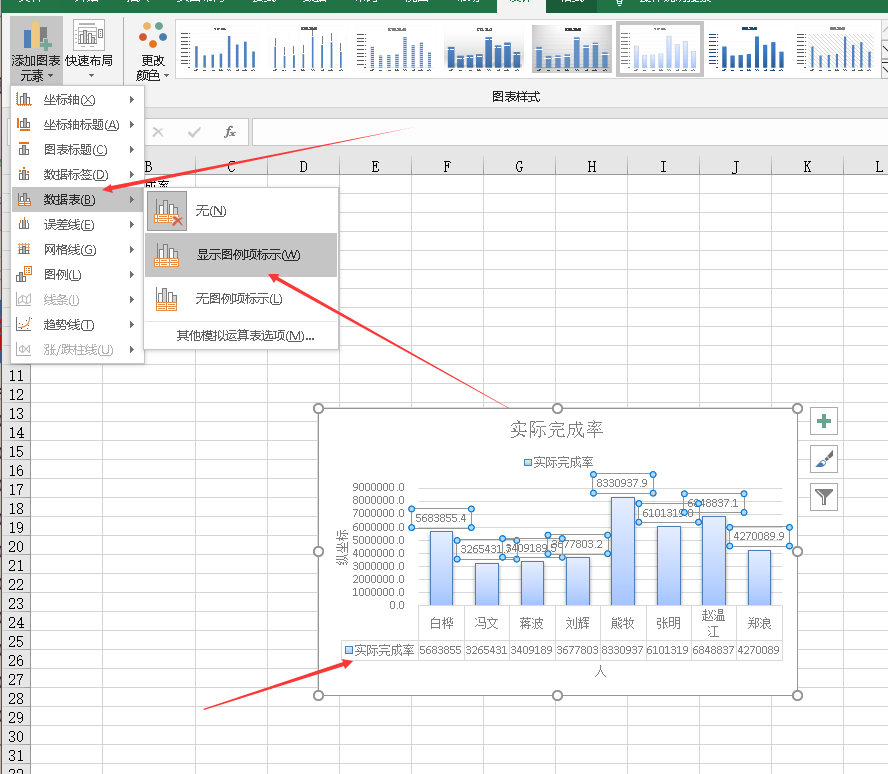 添加图表
元素
快速布局
更改
颜色
图表样式
坐标轴(X)
坐标轴标题(A)
图表标题(C)
数据标签(D)
数据表(B)
误差线(E)
网格线(G)
图例(L)
线条(I)
趋势线(T)
涨/跌柱线(U)
无(N)
显示图例项标示(W)
无图例项标示(L)
其他模拟运算表选项(M)...
fx
B C D E F G H I J K L
11
12
13
14
15
16
17
18
19
20
21
22
23
24
25
26
27
28
29
30
31
实际完成率
实际完成率
9000000.0
8000000.0
7000000.0
6000000.0
5000000.0
4000000.0
3000000.0
2000000.0
1000000.0
0.0
纵坐标
5683855.4
8330937.9
6848837.1
4270089.9
白桦 冯文 蒋波 刘辉 熊牧 张明 赵温江 郑浪
实际完成率 5683855 3265431 3409189 3677803 8330937 6101319 6848837 4270089
人